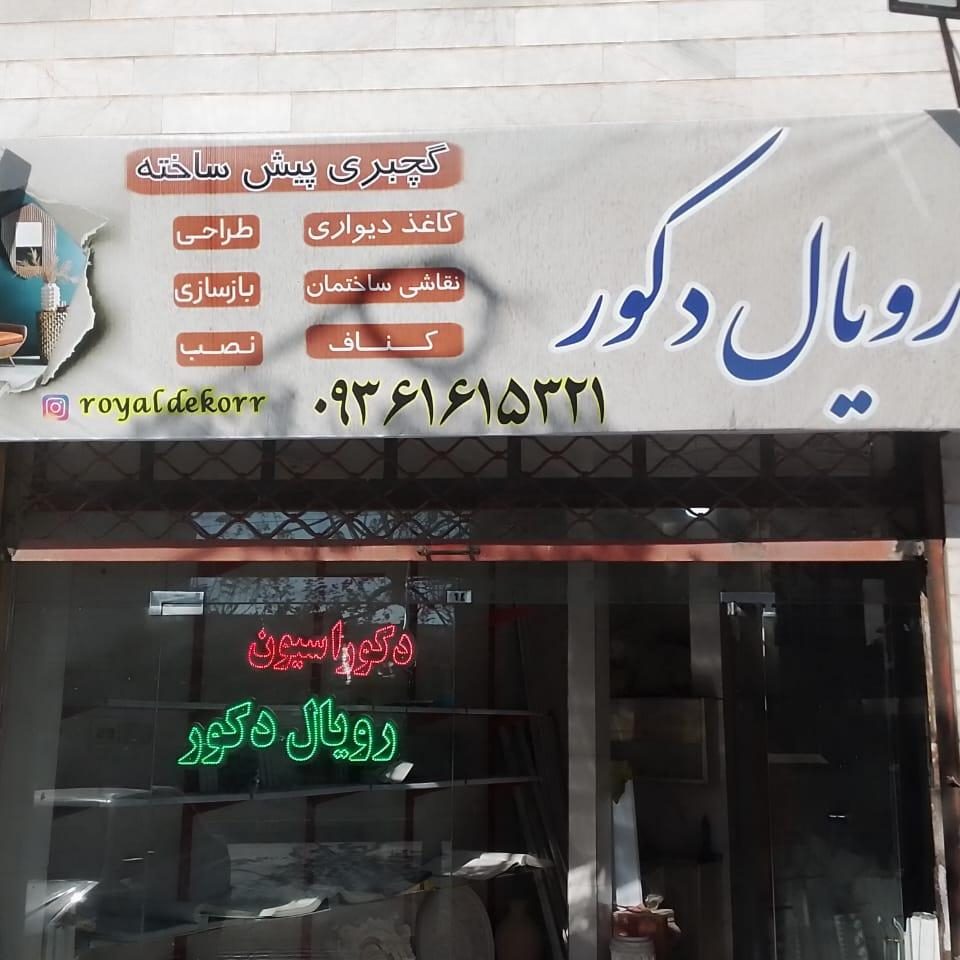 رویال دکور
گچبری پیش ساخته
کاغذ دیواری
طراحی
نقاشی ساختمان
بازسازی
کناف
نصب
۰۹۳۶۱۶۱۵۳۲۱
royaldekorr
دکوراسیون
رویال دکور